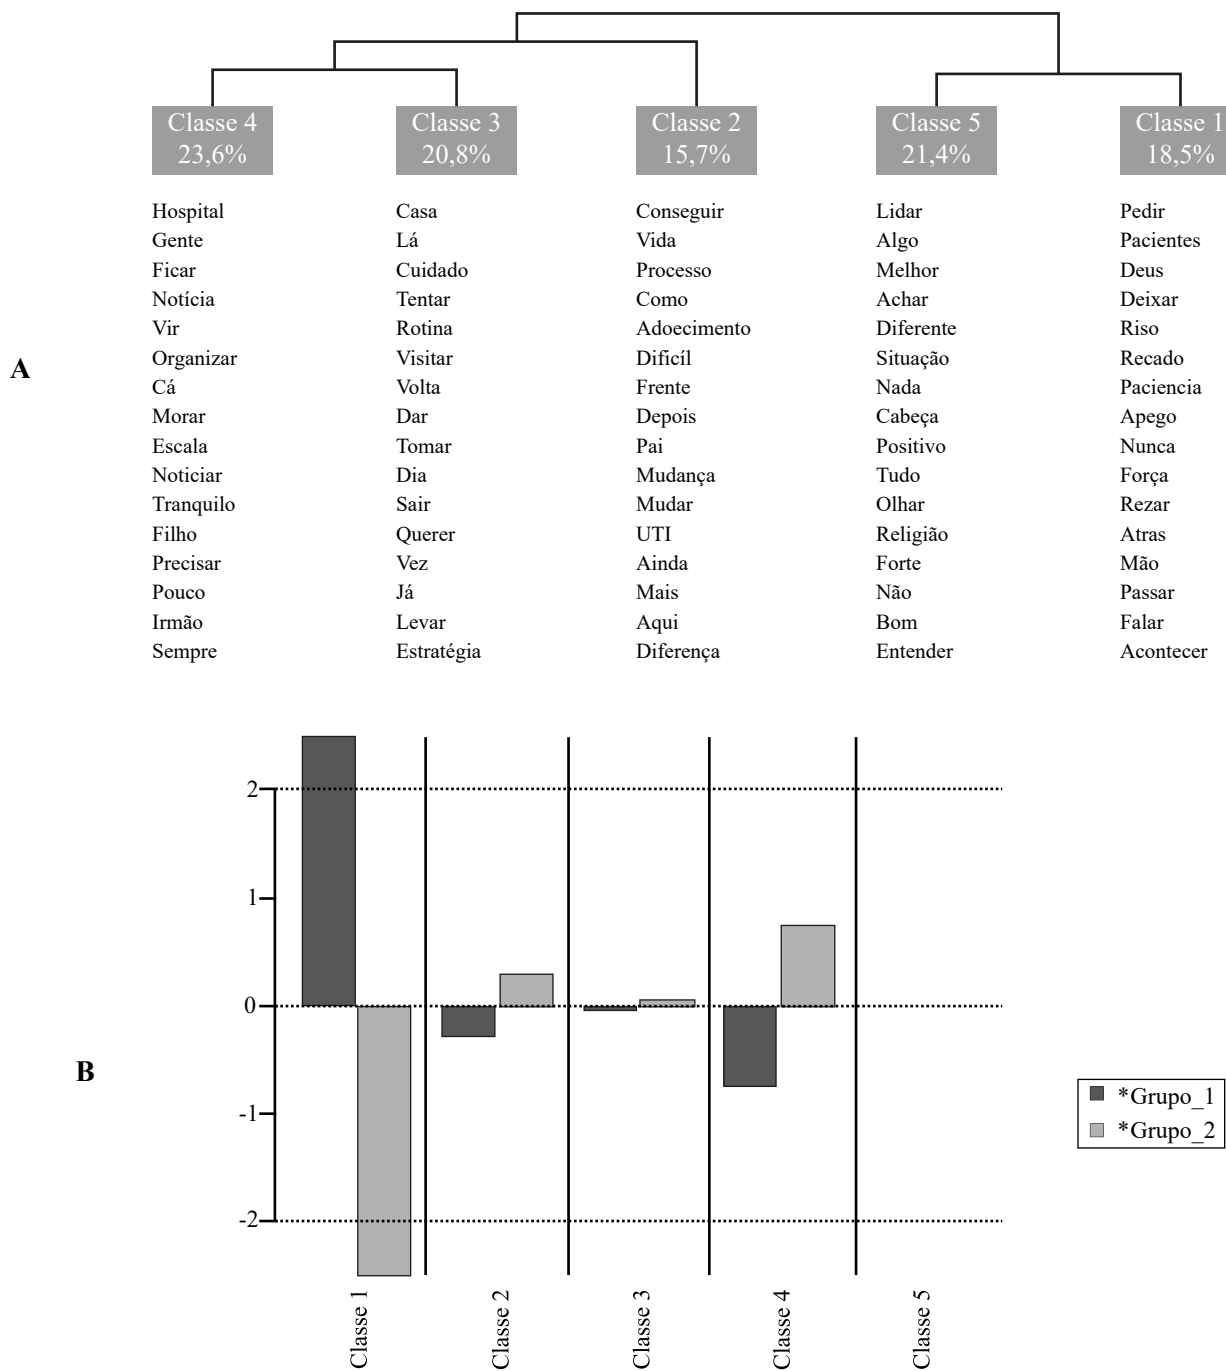 Classe 4
23,6%
Classe 3
20,8%
Classe 2
15,7%
Classe 5
21,4%
Classe 1
18,5%
A
Hospital
Gente
Ficar
Notícia
Vir
Organizar
Cá
Morar
Escala
Noticiar
Tranquilo
Filho
Precisar
Pouco
Irmão
Sempre
Casa
Lá
Cuidado
Tentar
Rotina
Visitar
Volta
Dar
Tomar
Dia
Sair
Querer
Vez
Já
Levar
Estratégia
Conseguir
Vida
Processo
Como
Adoecimento
Dificíl
Frente
Depois
Pai
Mudança
Mudar
UTI
Ainda
Mais
Aqui
Diferença
Lidar
Algo
Melhor
Achar
Diferente
Situação
Nada
Cabeça
Positivo
Tudo
Olhar
Religião
Forte
Não
Bom
Entender
Pedir
Pacientes
Deus
Deixar
Riso
Recado
Paciencia
Apego
Nunca
Força
Rezar
Atras
Mão
Passar
Falar
Acontecer
B
2
1
0
-1
-2
Classe 1
Classe 2
Classe 3
Classe 4
Classe 5
*Grupo_1
*Grupo_2